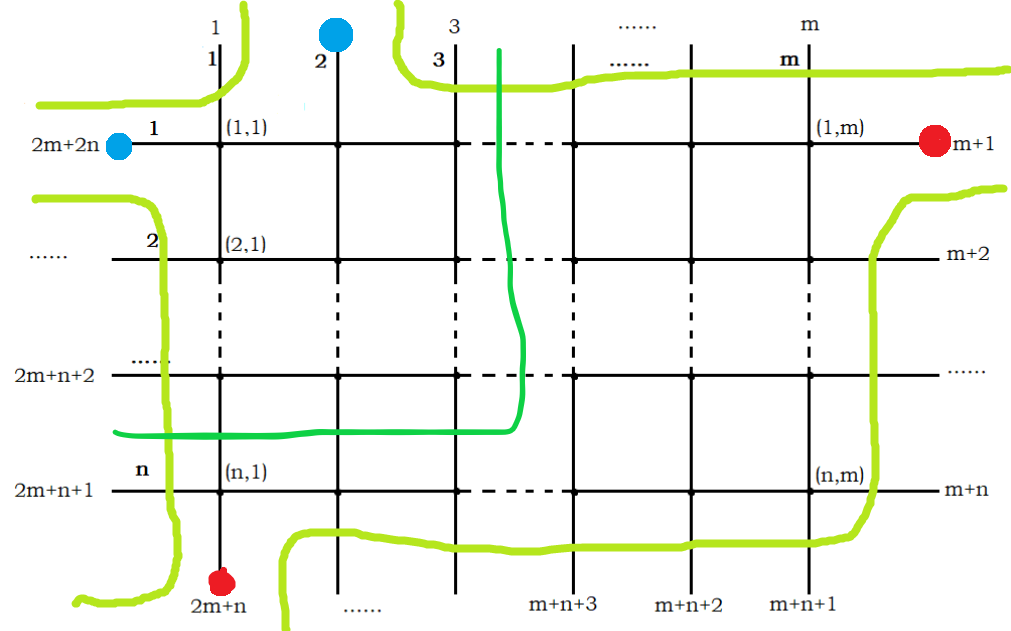 1 3 ...... m
1 2 3 ...... m
1 (1,1) (1,m)
2m+2n m+1
2 (2,1)
...... m+2
......
2m+n+2 ......
n (n,1) (n,m)
2m+n+1 m+n
2m+n ...... m+n+3 m+n+2 m+n+1